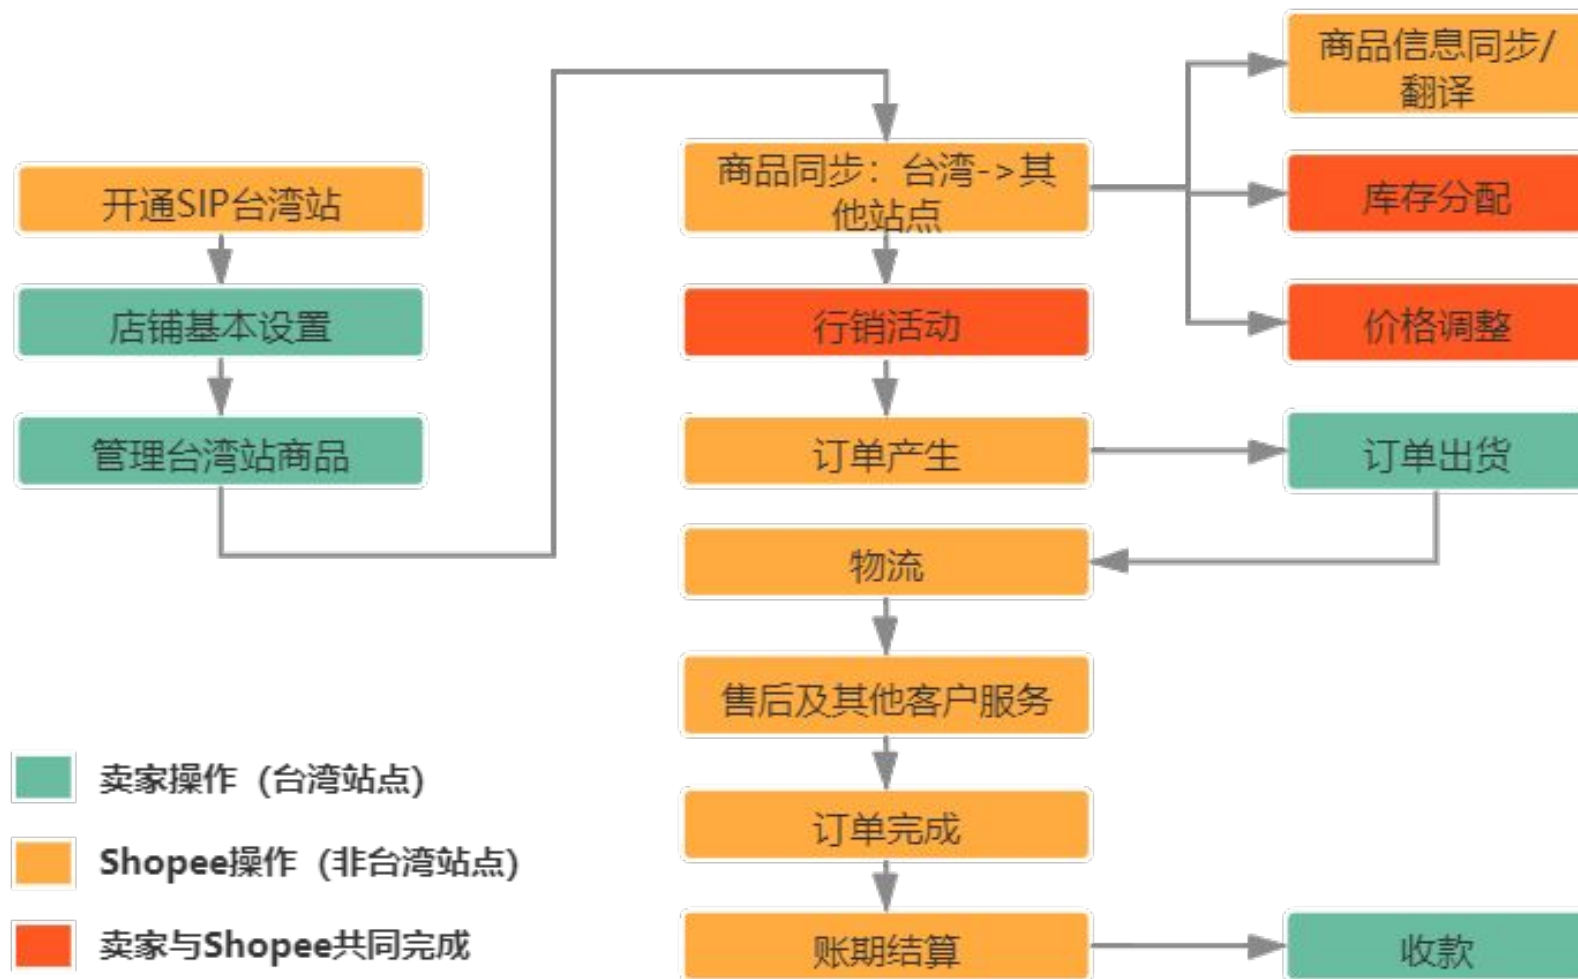 开通SIP台湾站
店铺基本设置
管理台湾站商品
商品同步：台湾->其
他站点
商品信息同步/
翻译
库存分配
价格调整
行销活动
订单产生
订单出货
物流
售后及其他客户服务
订单完成
账期结算
收款
卖家操作（台湾站点）
Shopee操作（非台湾站点）
卖家与Shopee共同完成